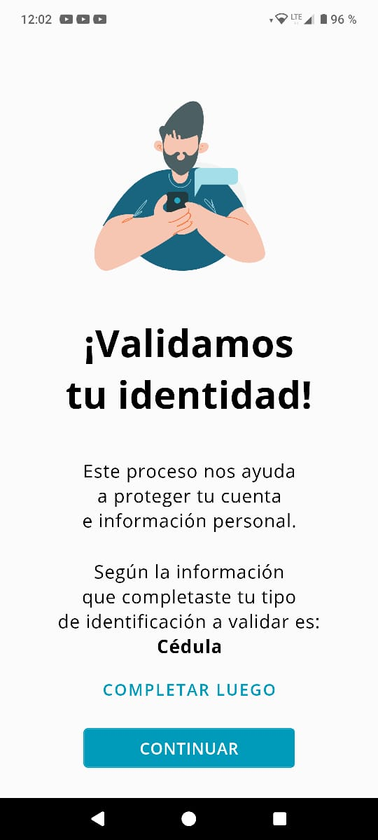 12:02 LTE 96 %
¡Validamos
tu identidad!
Este proceso nos ayuda
a proteger tu cuenta
e información personal.
Según la información
que completaste tu tipo
de identificación a validar es:
Cédula
COMPLETAR LUEGO
CONTINUAR